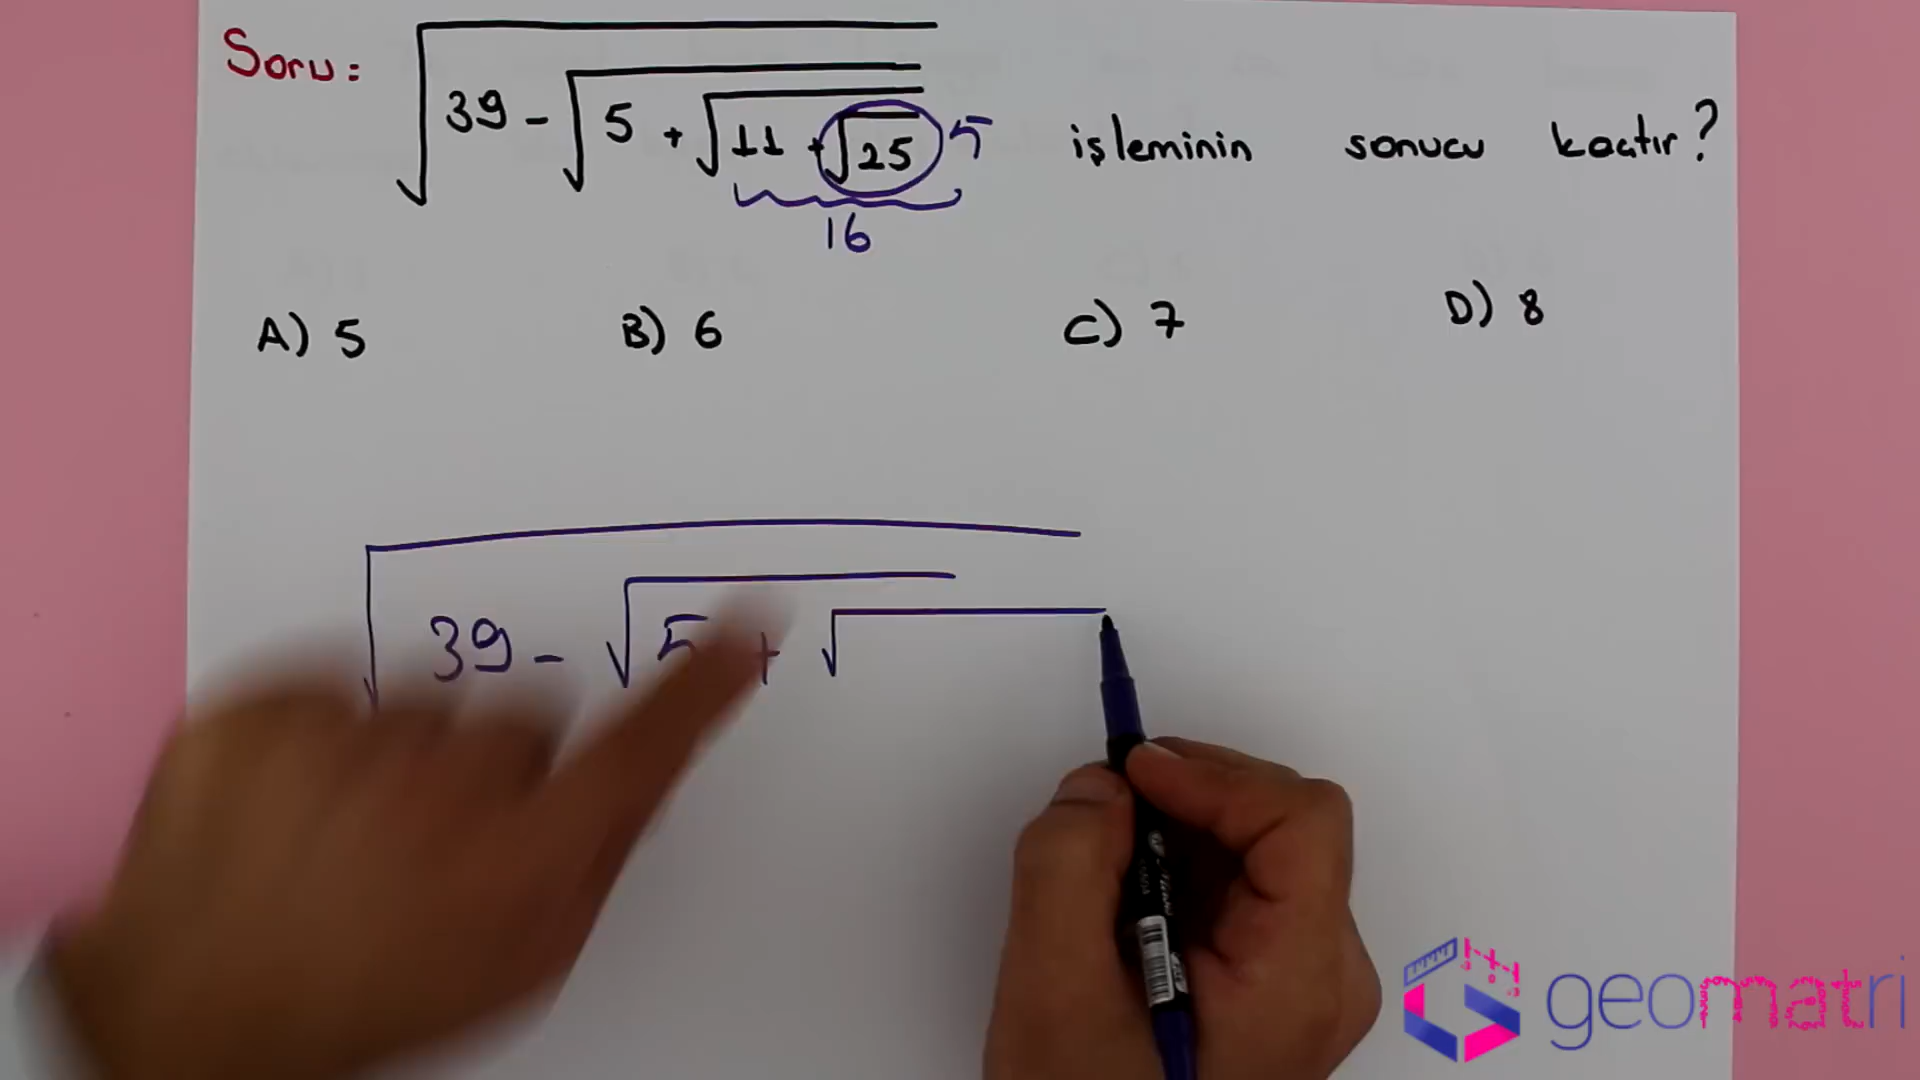 Soru: √39 - √5 + √11 + √25 5 işleminin sonucu kaçtır?
16
A) 5 B) 6 C) 7 D) 8
√39 - √5 + √
geomatri